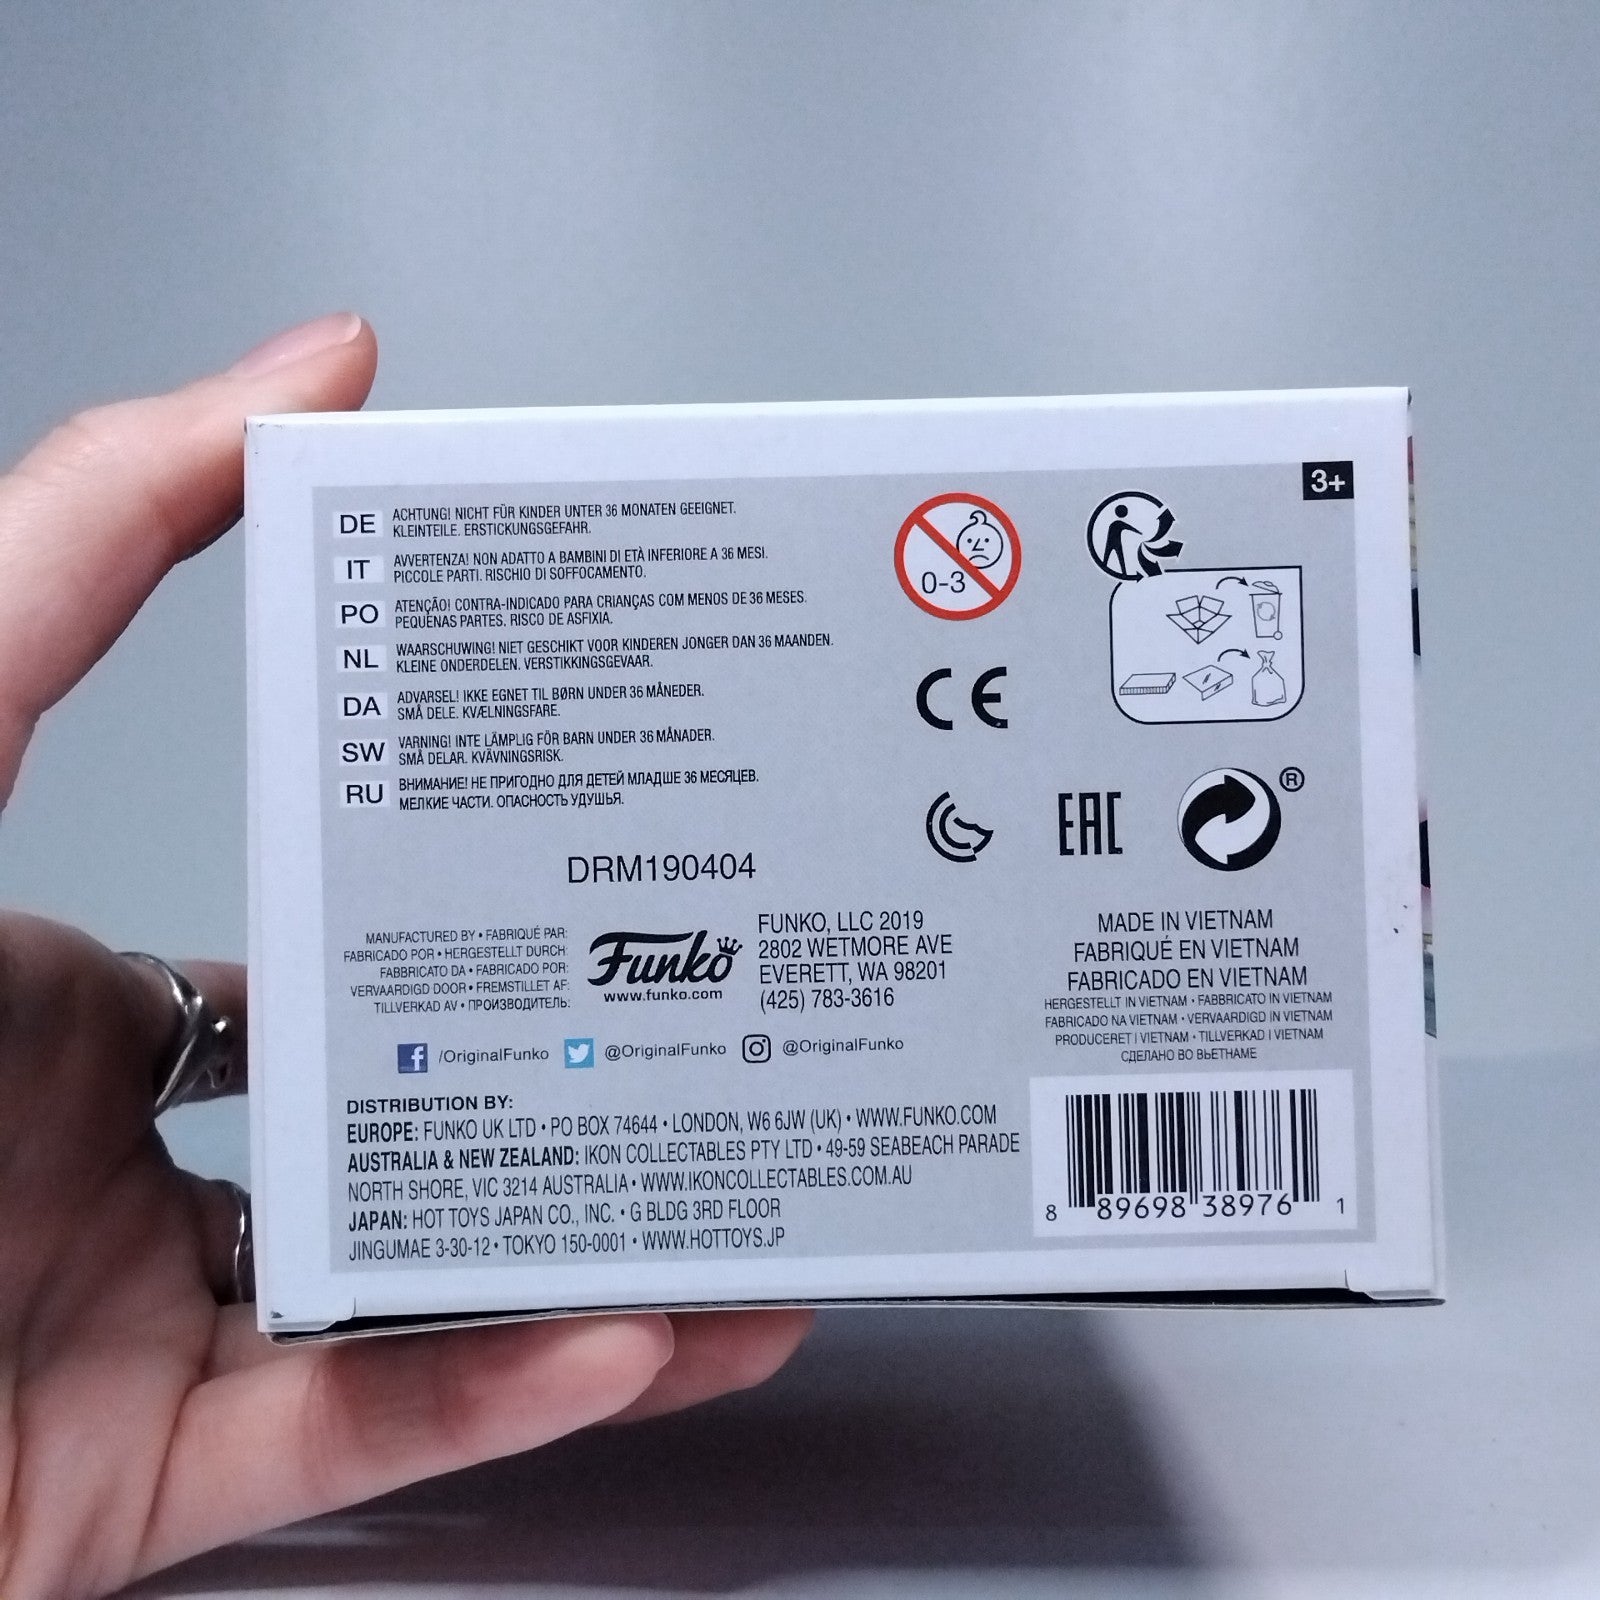 3+
DE ACHTUNG! NICHT FÜR KINDER UNTER 36 MONATEN GEEIGNET.
KLEINTEILE. ERSTICKUNGSGEFAHR.
IT AVVERTENZA! NON ADATTO A BAMBINI DI ETÀ INFERIORE A 36 MESI.
PICCOLE PARTI. RISCHIO DI SOFFOCAMENTO.
PO ATENÇÃO! CONTRA-INDICADO PARA CRIANÇAS COM MENOS DE 36 MESES.
PEQUENAS PARTES. RISCO DE ASFIXIA.
NL WAARSCHUWING! NIET GESCHIKT VOOR KINDEREN JONGER DAN 36 MAANDEN.
KLEINE ONDERDELEN. VERSTIKKINGSGEVAAR.
DA ADVARSEL! IKKE EGNET TIL BØRN UNDER 36 MÅNEDER.
SMÅ DELE. KVÆLNINGSFARE.
SW VARNING! INTE LÄMPLIG FÖR BARN UNDER 36 MÅNADER.
SMÅ DELAR. KVÄVNINGSRISK.
RU ВНИМАНИЕ! НЕ ПРИГОДНО ДЛЯ ДЕТЕЙ МЛАДШЕ 36 МЕСЯЦЕВ.
МЕЛКИЕ ЧАСТИ. ОПАСНОСТЬ УДУШЬЯ.
0-3
CE
EAC
®
DRM190404
MANUFACTURED BY • FABRIQUÉ PAR:
FABRICADO POR • HERGESTELLT DURCH:
FABBRICATO DA • FABRICADO POR:
VERVAARDIGD DOOR • FREMSTILLET AF:
TILLVERKAD AV • ПРОИЗВОДИТЕЛЬ:
Funko
www.funko.com
FUNKO, LLC 2019
2802 WETMORE AVE
EVERETT, WA 98201
(425) 783-3616
MADE IN VIETNAM
FABRIQUÉ EN VIETNAM
FABRICADO EN VIETNAM
HERGESTELLT IN VIETNAM • FABBRICATO IN VIETNAM
FABRICADO NA VIETNAM • VERVAARDIGD IN VIETNAM
PRODUCERET I VIETNAM • TILLVERKAD I VIETNAM
СДЕЛАНО ВО ВЬЕТНАМЕ
/OriginalFunko @OriginalFunko @OriginalFunko
DISTRIBUTION BY:
EUROPE: FUNKO UK LTD • PO BOX 74644 • LONDON, W6 6JW (UK) • WWW.FUNKO.COM
AUSTRALIA & NEW ZEALAND: IKON COLLECTABLES PTY LTD • 49-59 SEABEACH PARADE
NORTH SHORE, VIC 3214 AUSTRALIA • WWW.IKONCOLLECTABLES.COM.AU
JAPAN: HOT TOYS JAPAN CO., INC. • G BLDG 3RD FLOOR
JINGUMAE 3-30-12 • TOKYO 150-0001 • WWW.HOTTOYS.JP
8 89698 38976 1